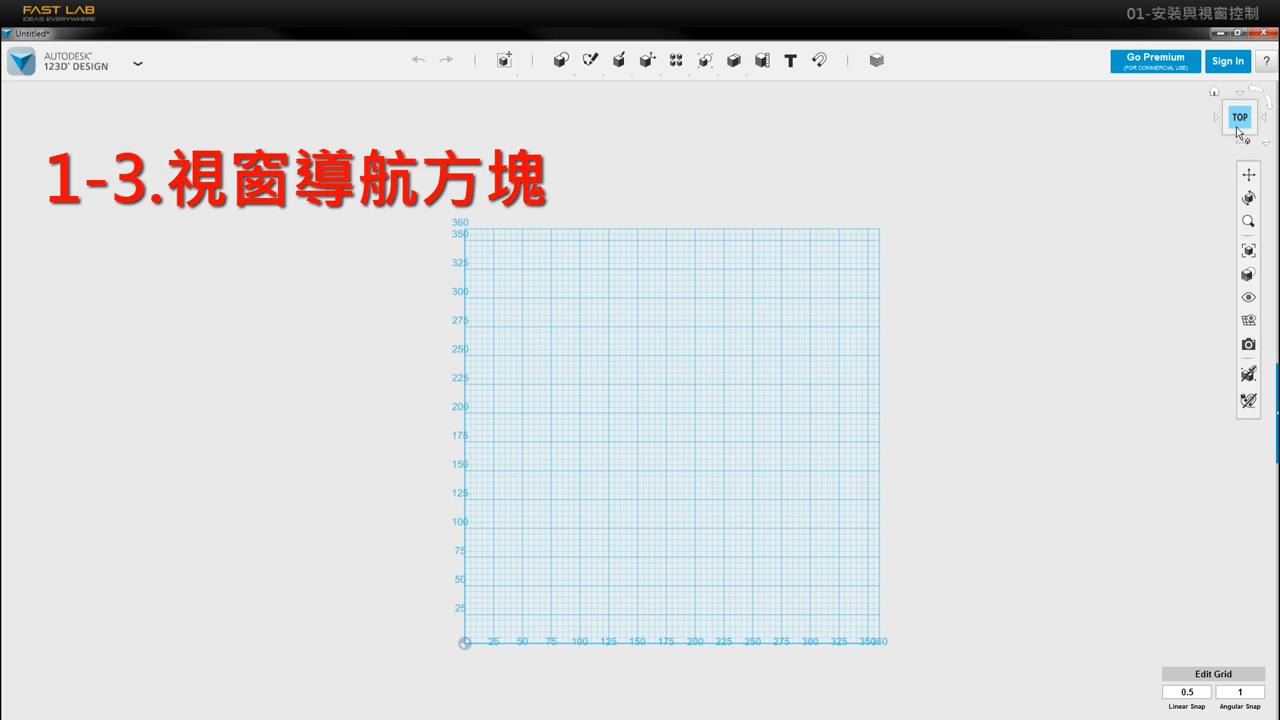 FAST LAB
IDEAS EVERYWHERE
01-安裝與視窗控制
Untitled*
AUTODESK®
123D® DESIGN
Go Premium
(FOR COMMERCIAL USE)
Sign In
?
TOP
1-3.視窗導航方塊
360
350
325
300
275
250
225
200
175
150
125
100
75
50
25
25 50 75 100 125 150 175 200 225 250 275 300 325 350 360
Edit Grid
0.5 1
Linear Snap Angular Snap